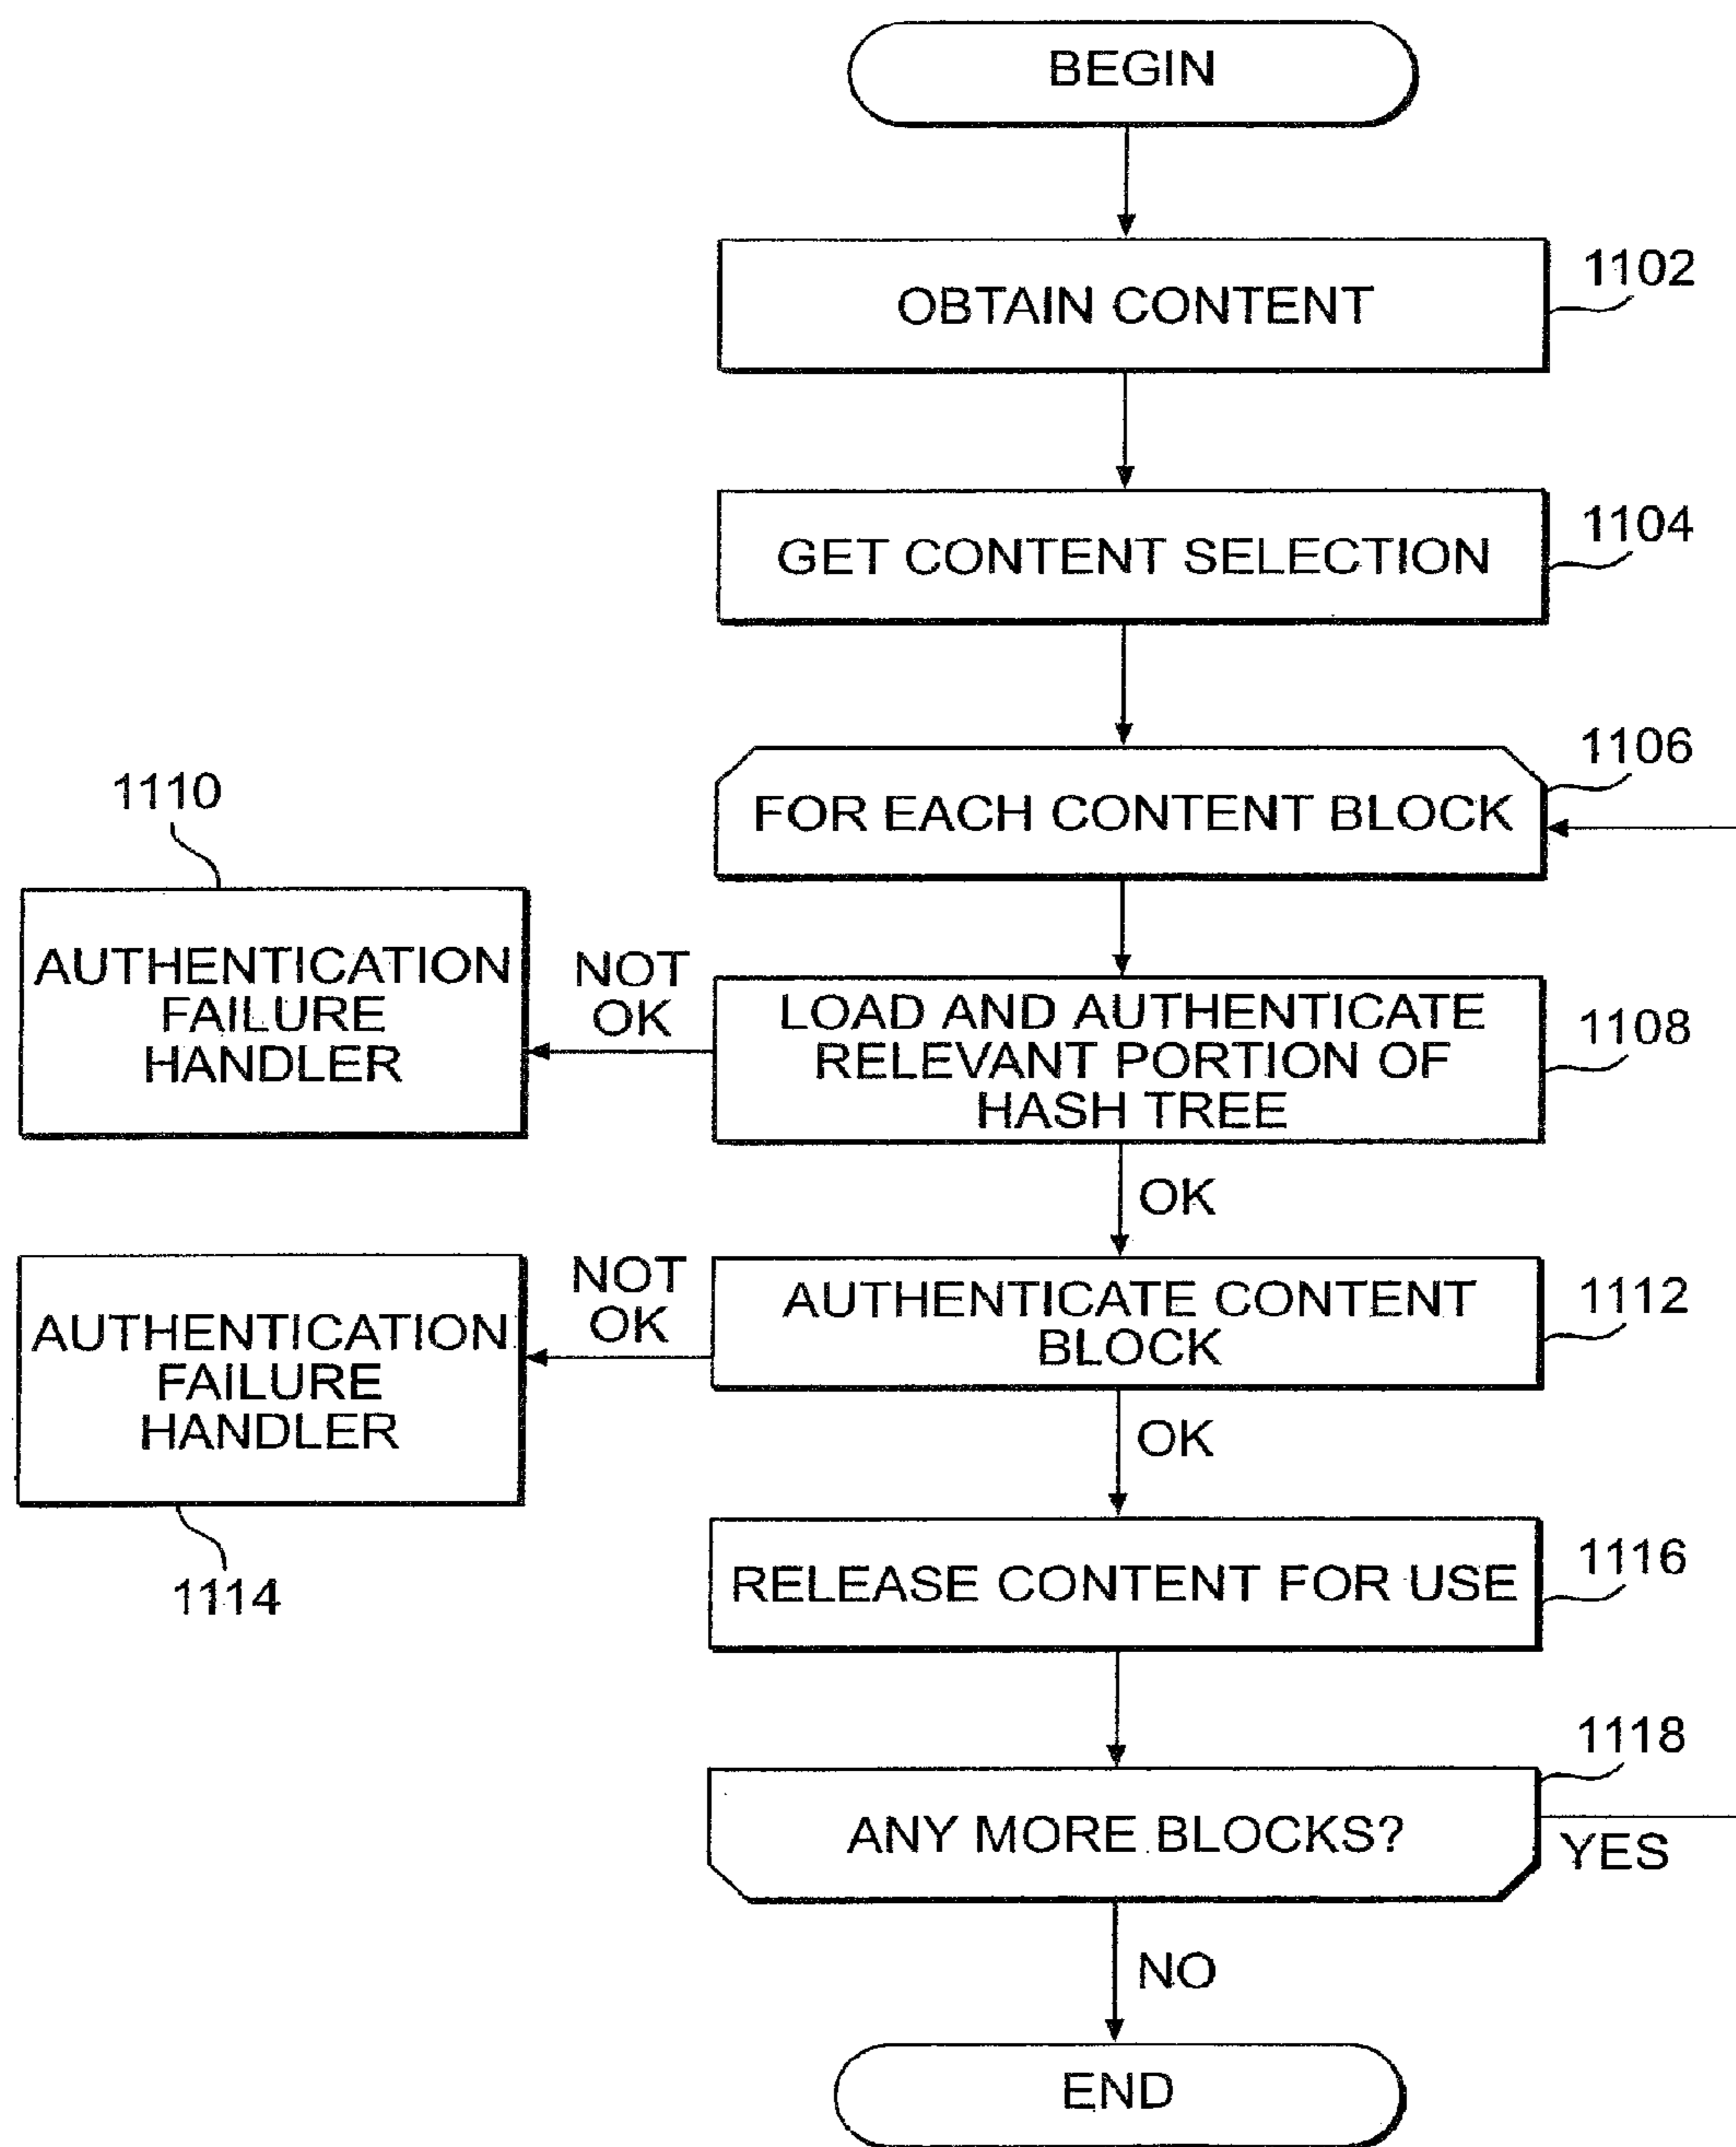 BEGIN
OBTAIN CONTENT
1102
GET CONTENT SELECTION
1104
FOR EACH CONTENT BLOCK
1106
1110
AUTHENTICATION
FAILURE
HANDLER
NOT
OK
LOAD AND AUTHENTICATE
RELEVANT PORTION OF
HASH TREE
1108
OK
AUTHENTICATION
FAILURE
HANDLER
1114
NOT
OK
AUTHENTICATE CONTENT
BLOCK
1112
OK
RELEASE CONTENT FOR USE
1116
ANY MORE BLOCKS?
1118
YES
NO
END